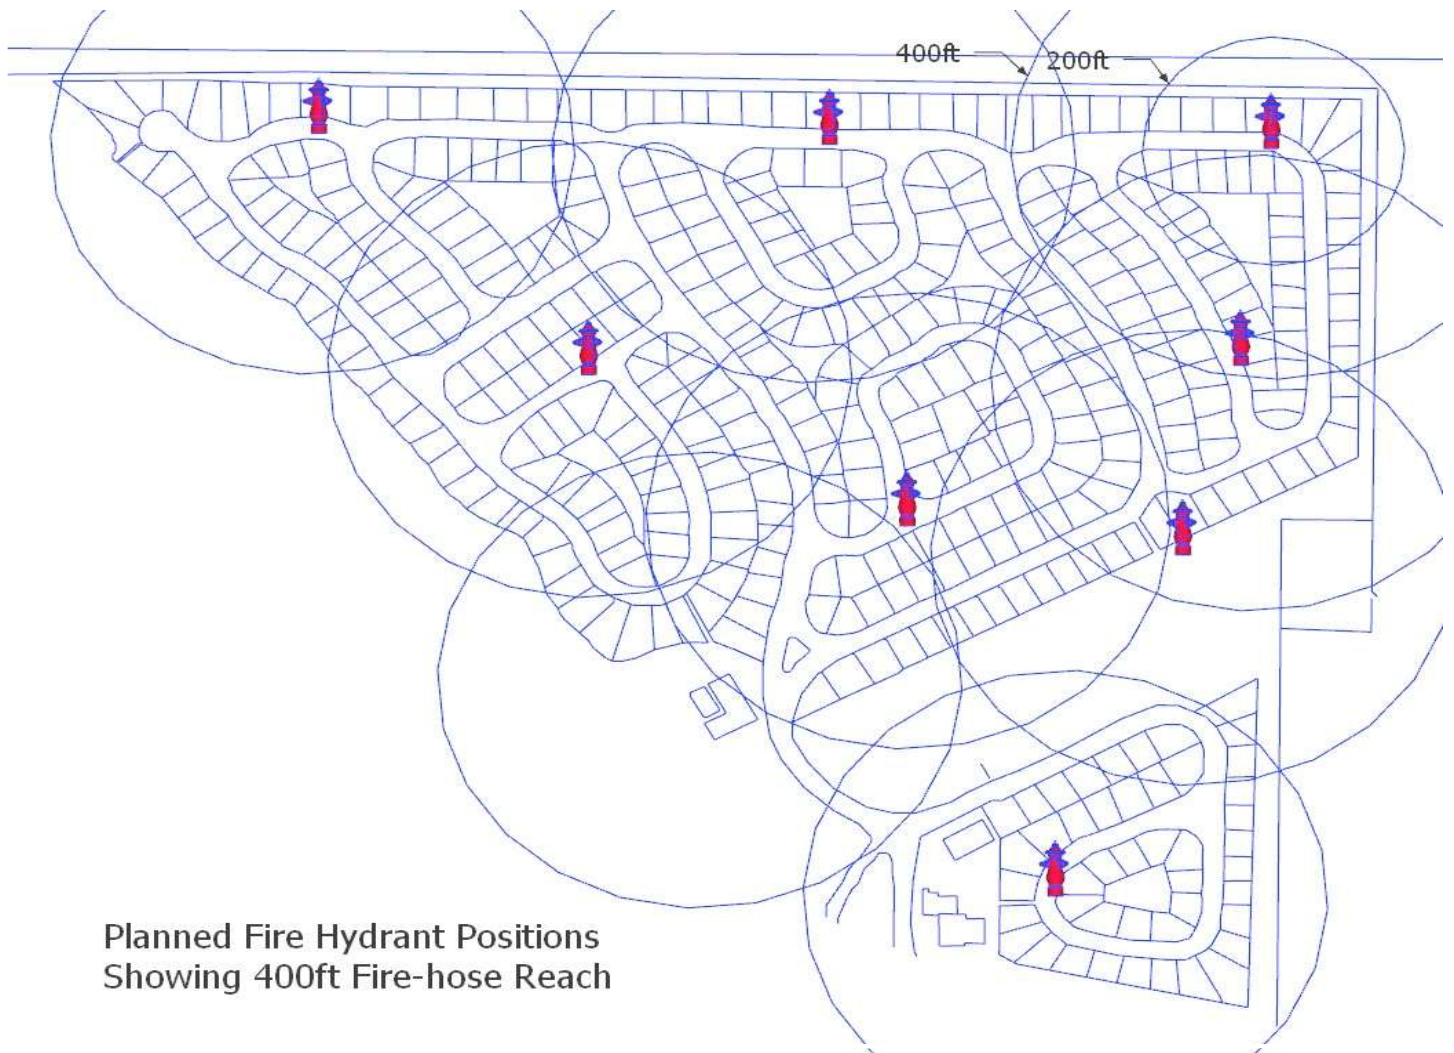 400ft
200ft
Planned Fire Hydrant Positions
Showing 400ft Fire-hose Reach